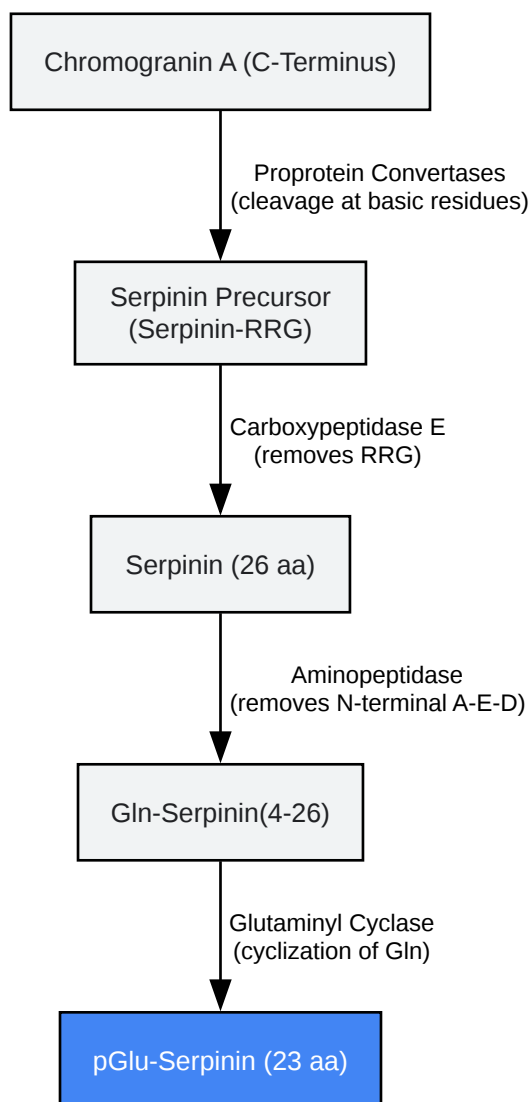 Chromogranin A (C-Terminus)
Proprotein Convertases
(cleavage at basic residues)
Serpinin Precursor
(Serpinin-RRG)
Carboxypeptidase E
(removes RRG)
Serpinin (26 aa)
Aminopeptidase
(removes N-terminal A-E-D)
Gln-Serpinin(4-26)
Glutaminyl Cyclase
(cyclization of Gln)
pGlu-Serpinin (23 aa)